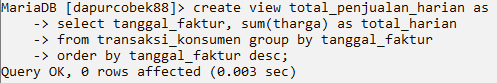 MariaDB [dapurcobek88]> create view total_penjualan_harian as
-> select tanggal_faktur, sum(tharga) as total_harian
-> from transaksi_konsumen group by tanggal_faktur
-> order by tanggal_faktur desc;
Query OK, 0 rows affected (0.003 sec)